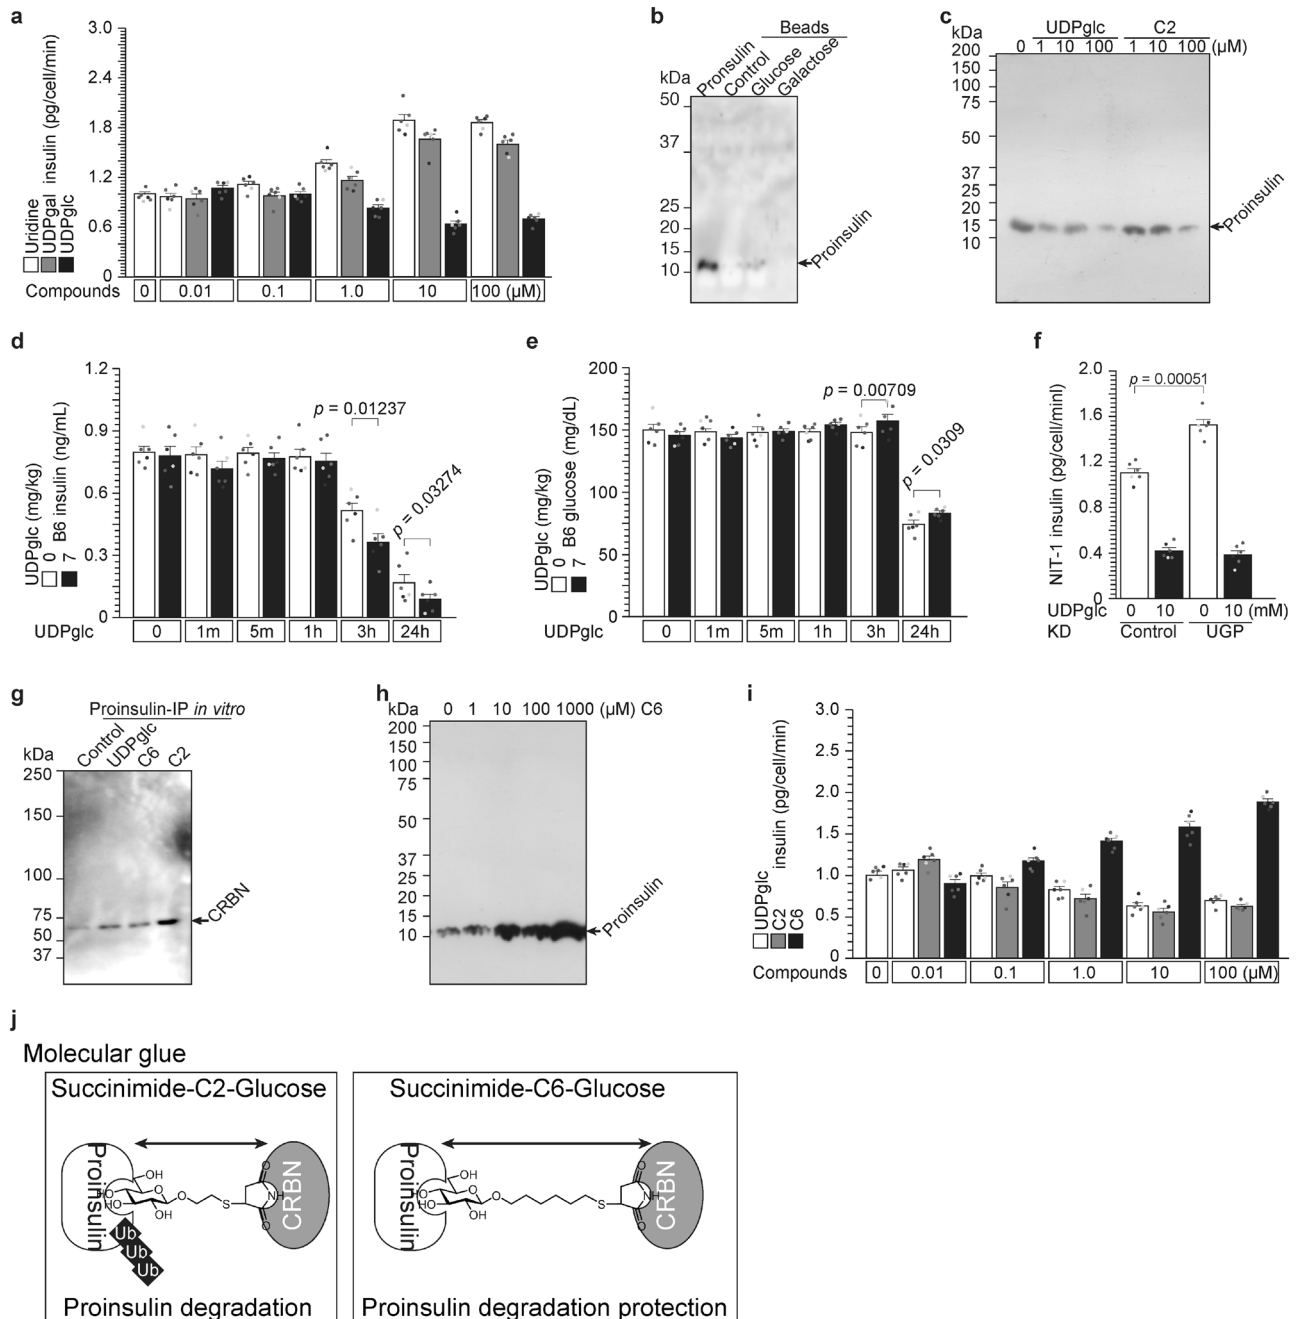 a
insulin (pg/cell/min)
3.0
2.4
1.8
1.2
0.6
0
Uridine
UDPgal
UDPglc
Compounds 0 0.01 0.1 1.0 10 100 (µM)
b
Beads
kDa Pronsulin Control Glucose Galactose
50
37
25
20
15
10
Proinsulin
c
UDPglc C2
kDa 0 1 10 100 1 10 100 (µM)
200
150
100
75
50
37
25
20
15
10
Proinsulin
d
UDPglc (mg/kg)
0
7
B6 insulin (ng/mL)
1.2
0.9
0.6
0.3
0
p = 0.01237
p = 0.03274
UDPglc 0 1m 5m 1h 3h 24h
e
UDPglc (mg/kg)
0
7
B6 glucose (mg/dL)
200
150
100
50
0
p = 0.00709
p = 0.0309
UDPglc 0 1m 5m 1h 3h 24h
f
NIT-1 insulin (pg/cell/minl)
2.0
1.6
1.2
0.8
0.4
0
p = 0.00051
UDPglc 0 10 0 10 (mM)
KD Control UGP
g
Proinsulin-IP in vitro
kDa Control UDPglc C6 C2
250
150
100
75
50
37
CRBN
h
kDa 0 1 10 100 1000 (µM) C6
200
150
100
75
50
37
25
20
15
10
Proinsulin
i
UDPglc
C2
C6
insulin (pg/cell/min)
3.0
2.5
2.0
1.5
1.0
0.5
0
Compounds 0 0.01 0.1 1.0 10 100 (µM)
j
Molecular glue
Succinimide-C2-Glucose
Proinsulin
OH
HO
HO
OH
O
O
S
O
NH
O
CRBN
Ub
Ub
Ub
Proinsulin degradation
Succinimide-C6-Glucose
Proinsulin
OH
HO
HO
OH
O
O
S
O
NH
O
CRBN
Proinsulin degradation protection